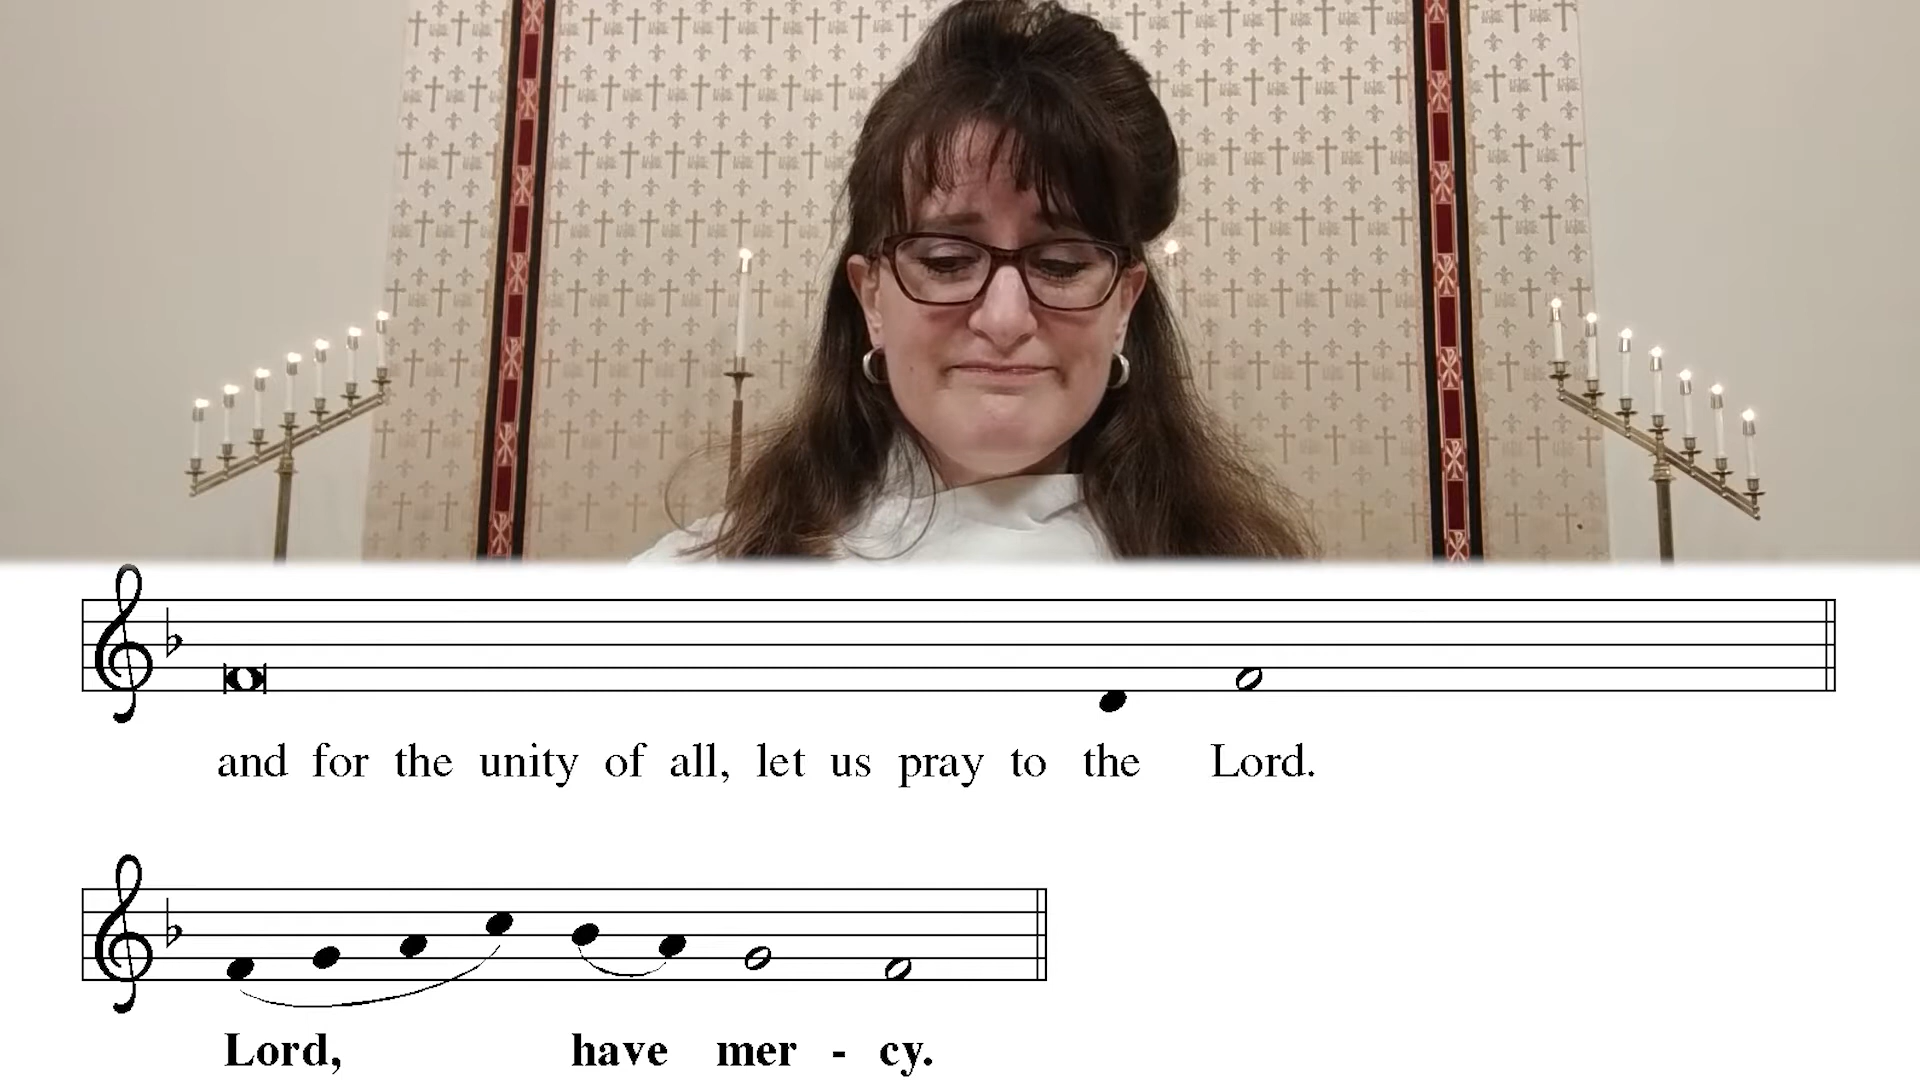 and for the unity of all, let us pray to the Lord.
Lord, have mer - cy.